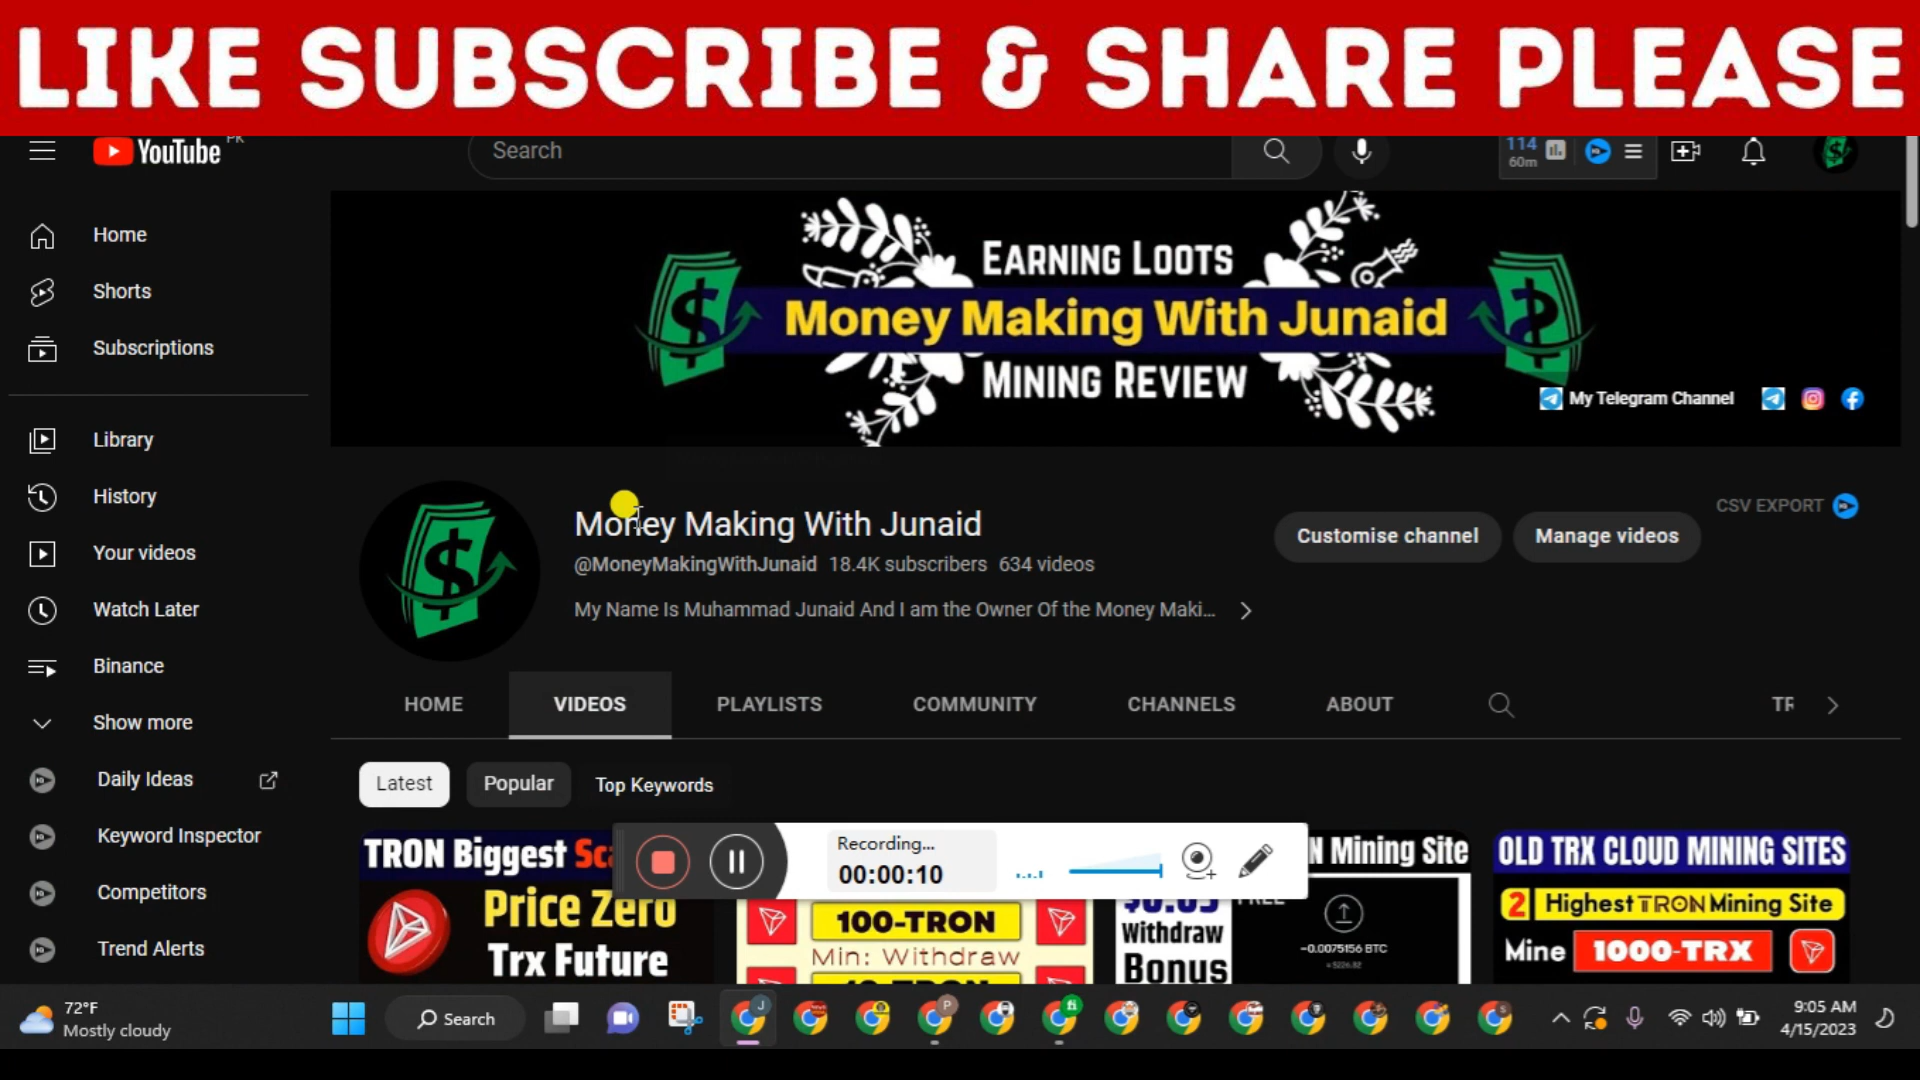 LIKE SUBSCRIBE & SHARE PLEASE
YouTube PK
Search
114
60m
Home
Shorts
Subscriptions
Library
History
Your videos
Watch Later
Binance
Show more
Daily Ideas
Keyword Inspector
Competitors
Trend Alerts
EARNING LOOTS
Money Making With Junaid
MINING REVIEW
My Telegram Channel
Money Making With Junaid
@MoneyMakingWithJunaid 18.4K subscribers 634 videos
My Name Is Muhammad Junaid And I am the Owner Of the Money Maki...
Customise channel
Manage videos
CSV EXPORT
HOME
VIDEOS
PLAYLISTS
COMMUNITY
CHANNELS
ABOUT
TR
Latest
Popular
Top Keywords
TRON Biggest Sc
Price Zero
Trx Future
Recording...
00:00:10
100-TRON
Min: Withdraw
N Mining Site
Withdraw
Bonus
FREE
-0.0075156 BTC
OLD TRX CLOUD MINING SITES
2 Highest TRON Mining Site
Mine 1000-TRX
72°F
Mostly cloudy
Search
9:05 AM
4/15/2023